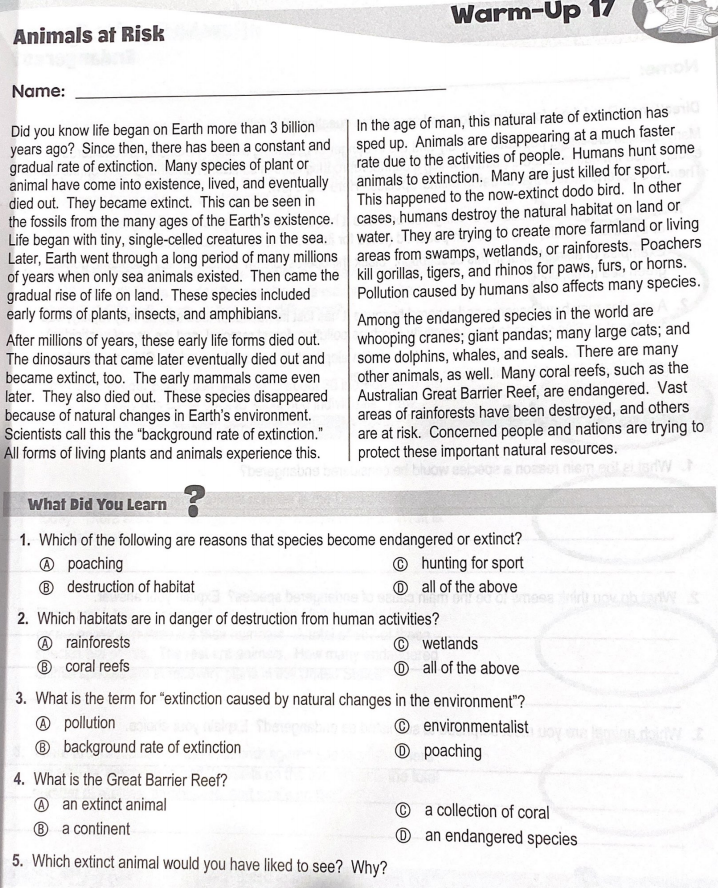 Warm-Up 17
Animals at Risk
Name:
Did you know life began on Earth more than 3 billion
years ago? Since then, there has been a constant and
gradual rate of extinction. Many species of plant or
animal have come into existence, lived, and eventually
died out. They became extinct. This can be seen in
the fossils from the many ages of the Earth's existence.
Life began with tiny, single-celled creatures in the sea.
Later, Earth went through a long period of many millions
of years when only sea animals existed. Then came the
gradual rise of life on land. These species included
early forms of plants, insects, and amphibians.
After millions of years, these early life forms died out.
The dinosaurs that came later eventually died out and
became extinct, too. The early mammals came even
later. They also died out. These species disappeared
because of natural changes in Earth's environment.
Scientists call this the “background rate of extinction.”
All forms of living plants and animals experience this.
In the age of man, this natural rate of extinction has
sped up. Animals are disappearing at a much faster
rate due to the activities of people. Humans hunt some
animals to extinction. Many are just killed for sport.
This happened to the now-extinct dodo bird. In other
cases, humans destroy the natural habitat on land or
water. They are trying to create more farmland or living
areas from swamps, wetlands, or rainforests. Poachers
kill gorillas, tigers, and rhinos for paws, furs, or horns.
Pollution caused by humans also affects many species.
Among the endangered species in the world are
whooping cranes; giant pandas; many large cats; and
some dolphins, whales, and seals. There are many
other animals, as well. Many coral reefs, such as the
Australian Great Barrier Reef, are endangered. Vast
areas of rainforests have been destroyed, and others
are at risk. Concerned people and nations are trying to
protect these important natural resources.
What Did You Learn ?
1. Which of the following are reasons that species become endangered or extinct?
Ⓐ poaching
Ⓑ destruction of habitat
Ⓒ hunting for sport
Ⓓ all of the above
2. Which habitats are in danger of destruction from human activities?
Ⓐ rainforests
Ⓑ coral reefs
Ⓒ wetlands
Ⓓ all of the above
3. What is the term for “extinction caused by natural changes in the environment”?
Ⓐ pollution
Ⓑ background rate of extinction
Ⓒ environmentalist
Ⓓ poaching
4. What is the Great Barrier Reef?
Ⓐ an extinct animal
Ⓑ a continent
Ⓒ a collection of coral
Ⓓ an endangered species
5. Which extinct animal would you have liked to see? Why?